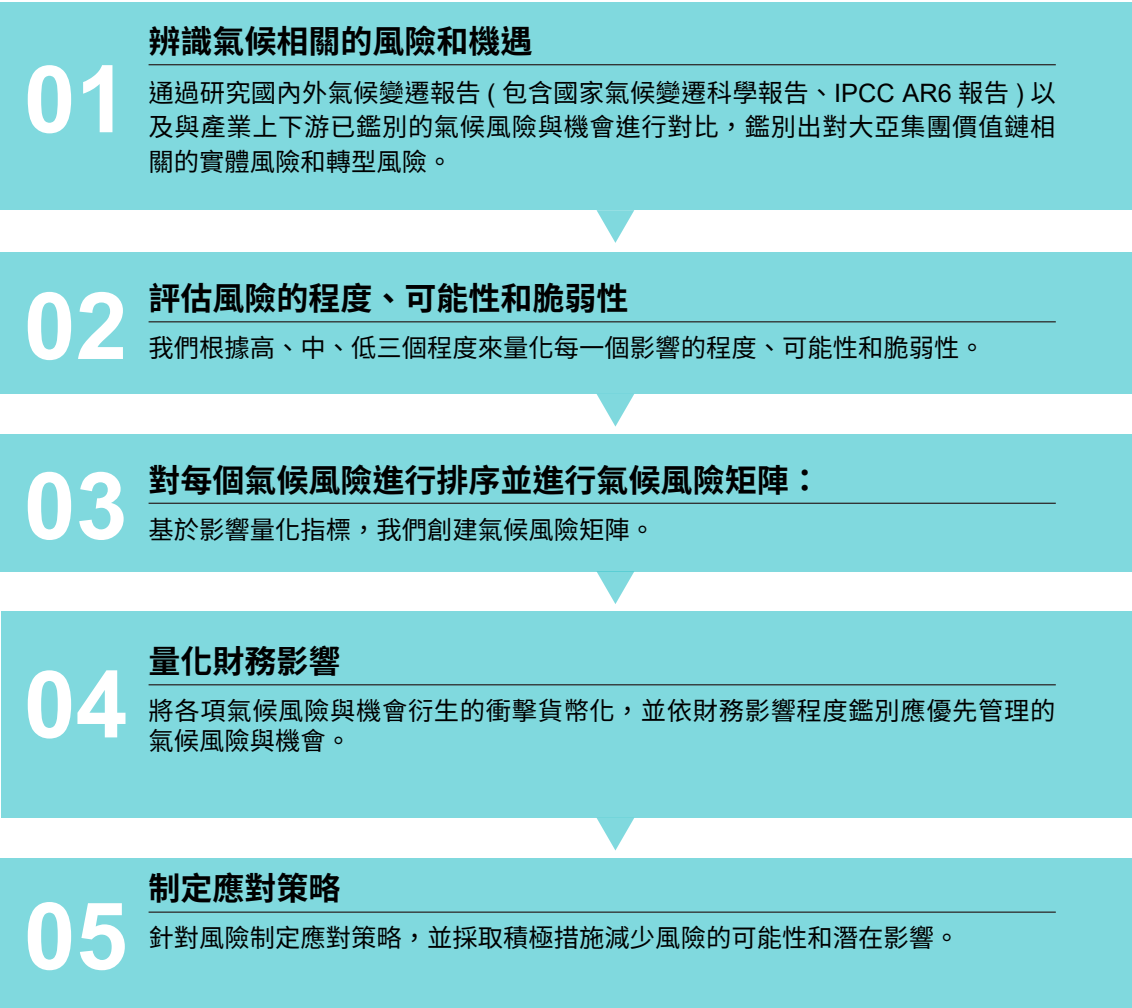 01
辨識氣候相關的風險和機遇
通過研究國內外氣候變遷報告 ( 包含國家氣候變遷科學報告、IPCC AR6 報告 ) 以
及與產業上下游已鑑別的氣候風險與機會進行對比，鑑別出對大亞集團價值鏈相
關的實體風險和轉型風險。
02
評估風險的程度、可能性和脆弱性
我們根據高、中、低三個程度來量化每一個影響的程度、可能性和脆弱性。
03
對每個氣候風險進行排序並進行氣候風險矩陣：
基於影響量化指標，我們創建氣候風險矩陣。
04
量化財務影響
將各項氣候風險與機會衍生的衝擊貨幣化，並依財務影響程度鑑別應優先管理的
氣候風險與機會。
05
制定應對策略
針對風險制定應對策略，並採取積極措施減少風險的可能性和潛在影響。